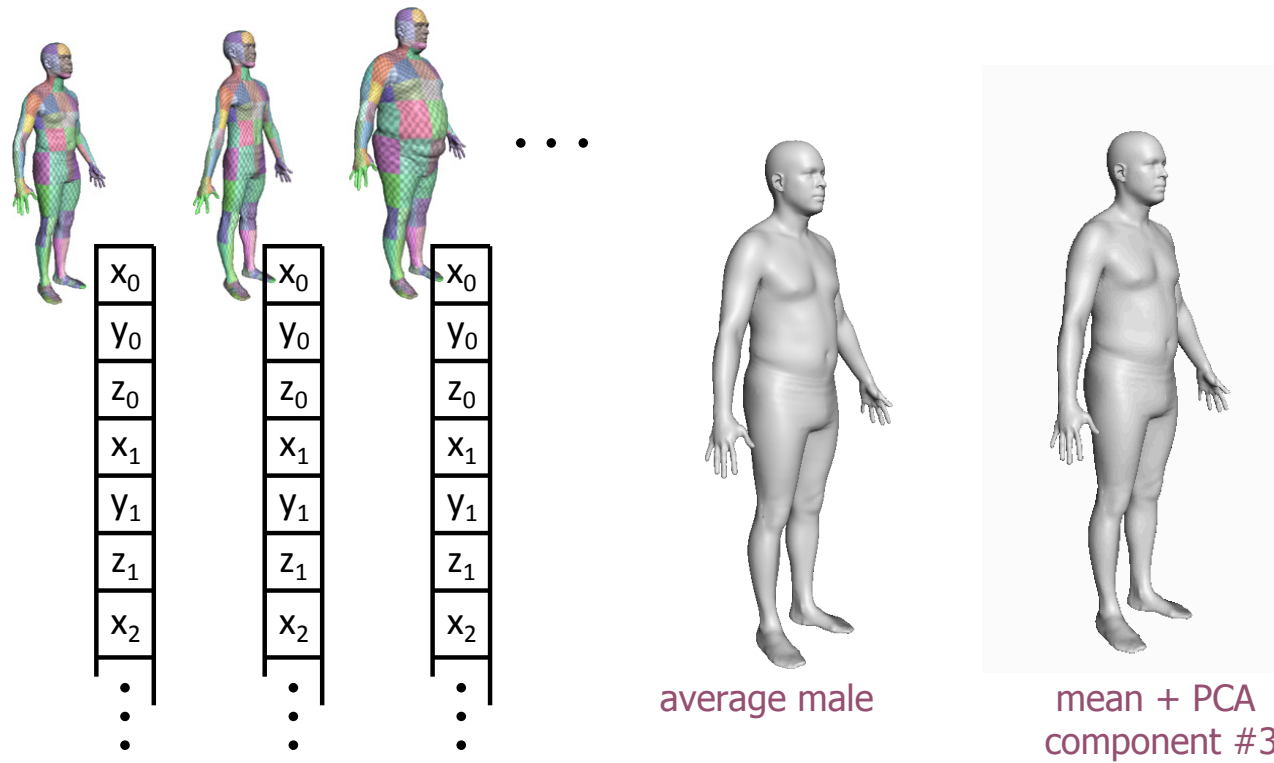 x₀ x₀ x₀
y₀ y₀ y₀
z₀ z₀ z₀
x₁ x₁ x₁
y₁ y₁ y₁
z₁ z₁ z₁
x₂ x₂ x₂
average male
mean + PCA
component #3